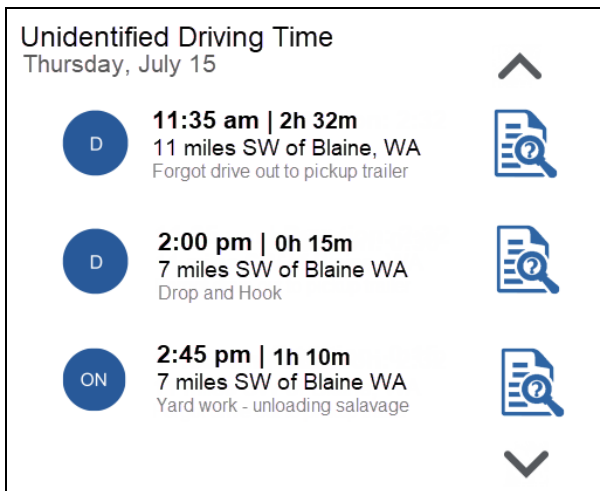 Unidentified Driving Time
Thursday, July 15
D
11:35 am | 2h 32m
11 miles SW of Blaine, WA
Forgot drive out to pickup trailer
D
2:00 pm | 0h 15m
7 miles SW of Blaine WA
Drop and Hook
ON
2:45 pm | 1h 10m
7 miles SW of Blaine WA
Yard work - unloading salavage